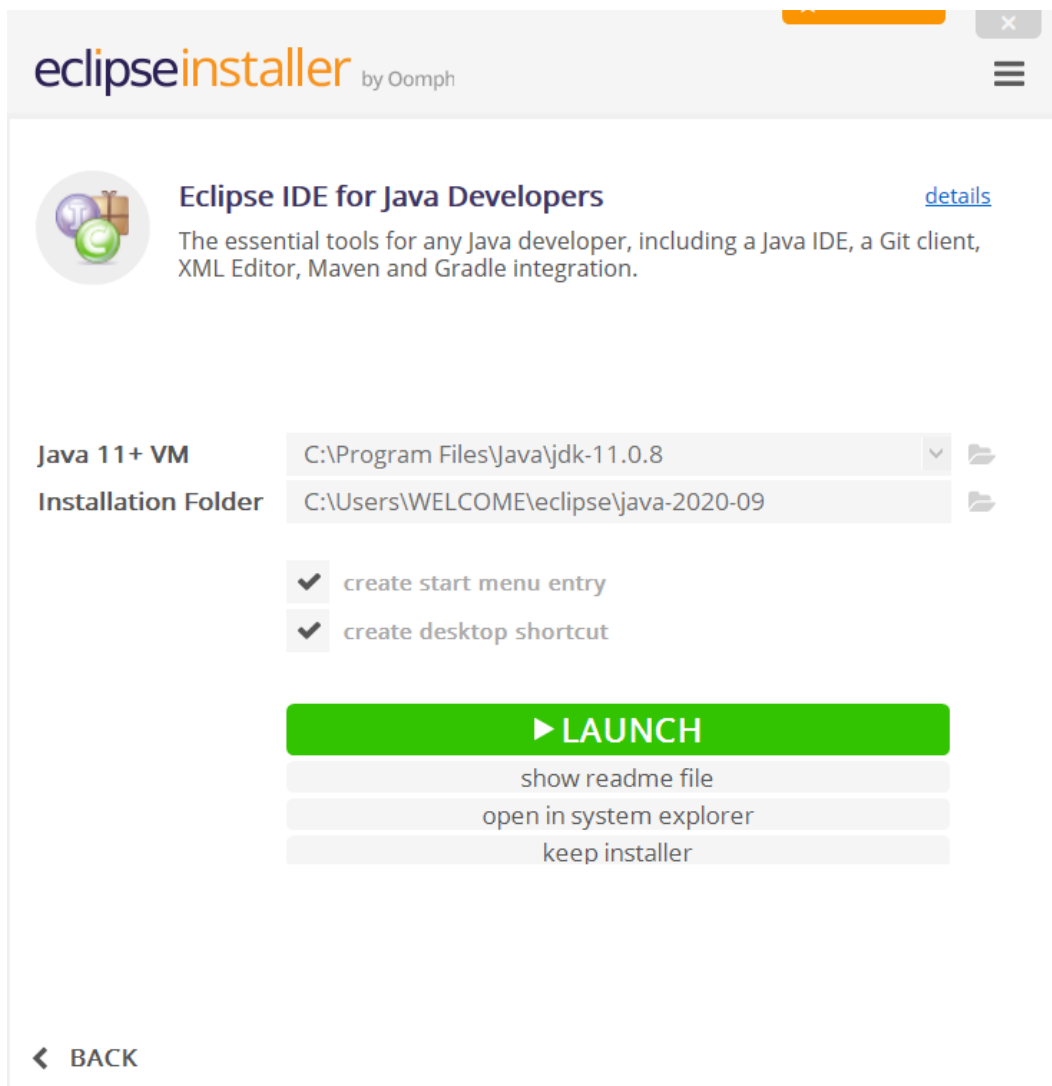 eclipseinstaller by Oomph
Eclipse IDE for Java Developers
details
The essential tools for any Java developer, including a Java IDE, a Git client,
XML Editor, Maven and Gradle integration.
Java 11+ VM
C:\Program Files\Java\jdk-11.0.8
Installation Folder
C:\Users\WELCOME\eclipse\java-2020-09
create start menu entry
create desktop shortcut
LAUNCH
show readme file
open in system explorer
keep installer
BACK